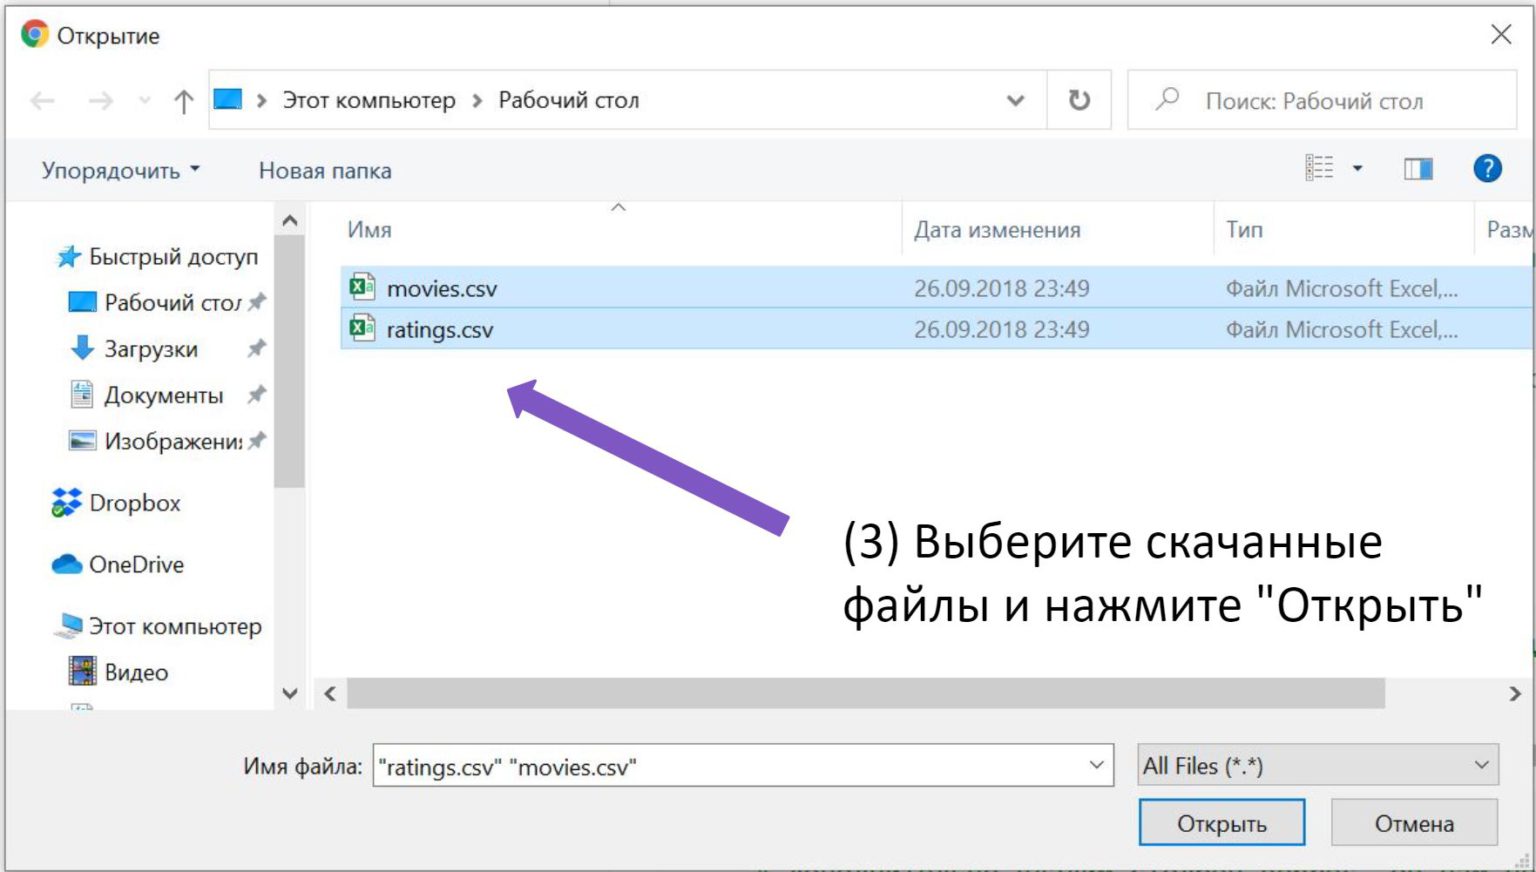 Открытие
Этот компьютер Рабочий стол
Поиск: Рабочий стол
Упорядочить Новая папка
Имя Дата изменения Тип Разм
Быстрый доступ
Рабочий стол
Загрузки
Документы
Изображения
Dropbox
OneDrive
Этот компьютер
Видео
movies.csv 26.09.2018 23:49 Файл Microsoft Excel,...
ratings.csv 26.09.2018 23:49 Файл Microsoft Excel,...
(3) Выберите скачанные
файлы и нажмите "Открыть"
Имя файла: "ratings.csv" "movies.csv" All Files (*.*)
Открыть Отмена